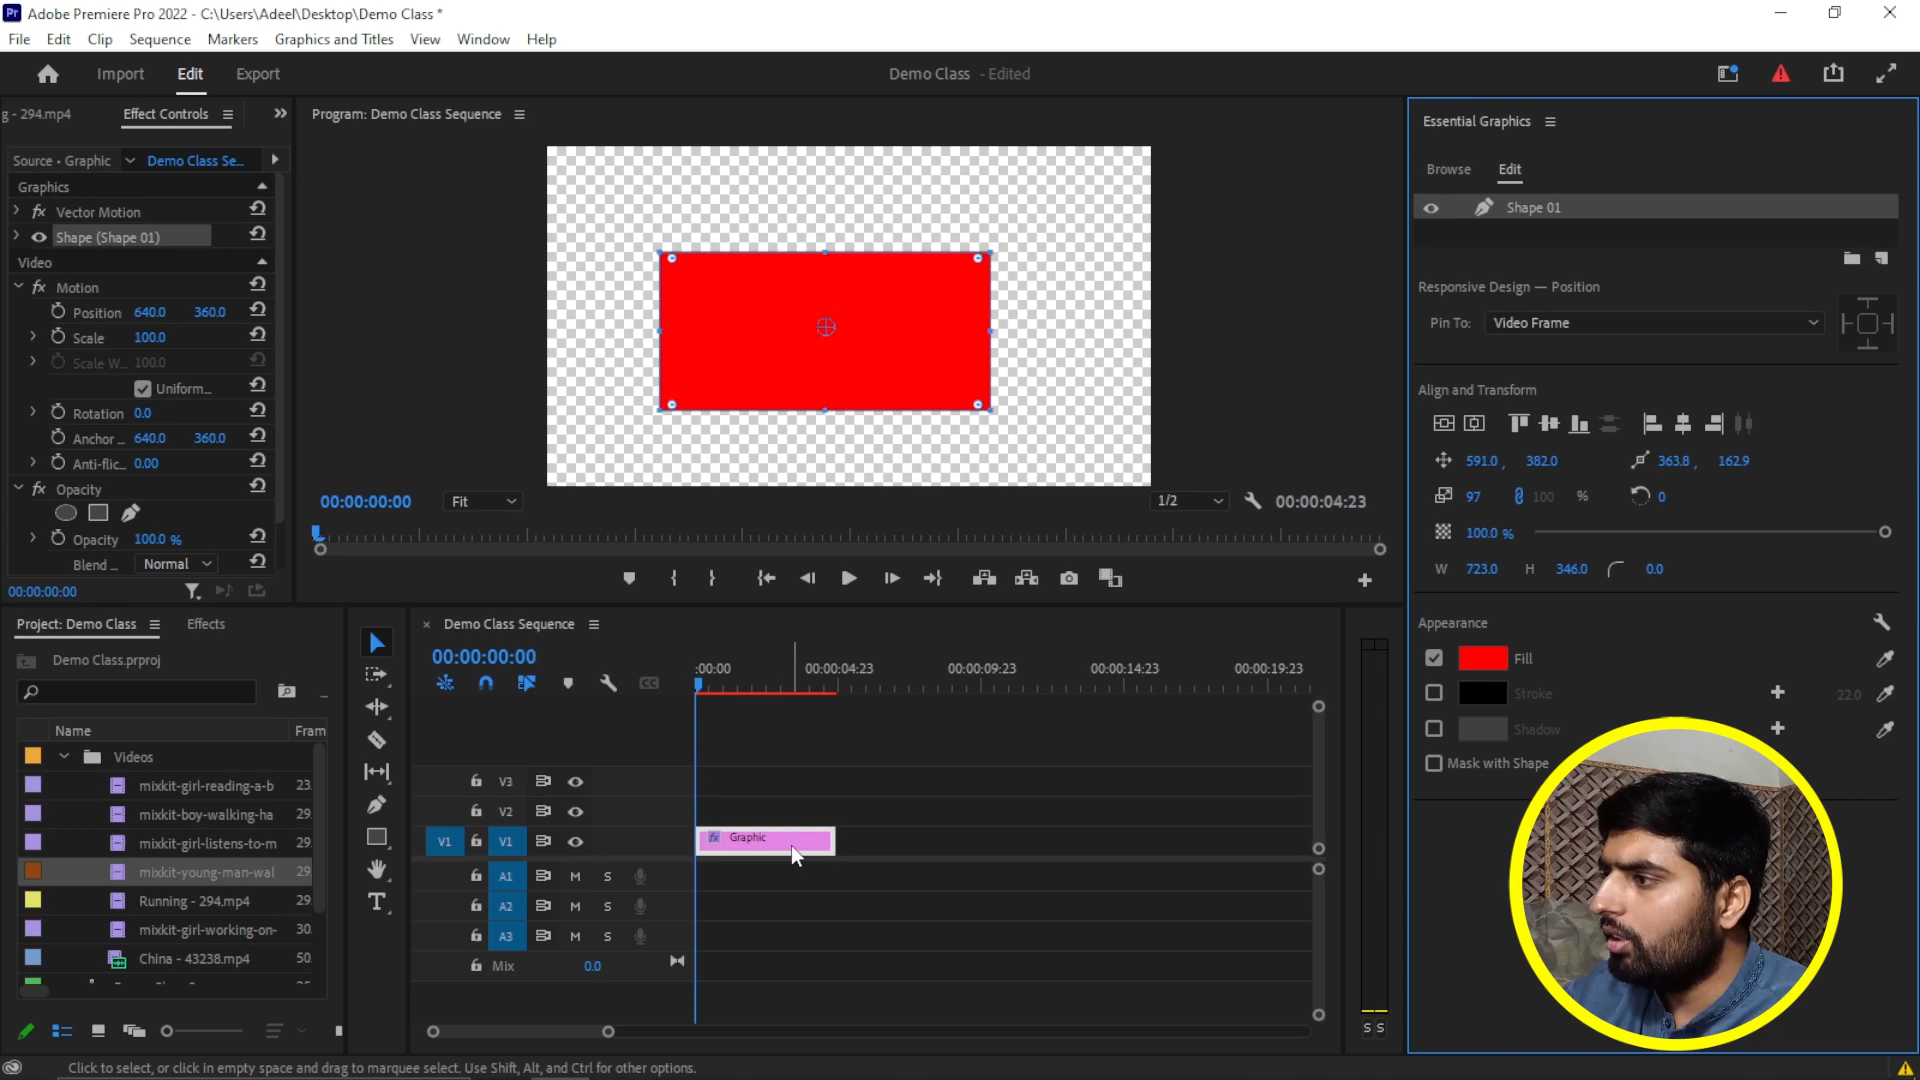 Pr Adobe Premiere Pro 2022 - C:\Users\Adeel\Desktop\Demo Class *
File Edit Clip Sequence Markers Graphics and Titles View Window Help
Import Edit Export Demo Class - Edited
g - 294.mp4 Effect Controls
Program: Demo Class Sequence
Essential Graphics
Source • Graphic Demo Class Se...
Graphics
fx Vector Motion
Shape (Shape 01)
Video
fx Motion
Position 640.0 360.0
Scale 100.0
Scale W... 100.0
Uniform...
Rotation 0.0
Anchor ... 640.0 360.0
Anti-flic... 0.00
fx Opacity
Opacity 100.0 %
Blend ... Normal
00:00:00:00
00:00:00:00 Fit 1/2 00:00:04:23
Browse Edit
Shape 01
Responsive Design — Position
Pin To: Video Frame
Align and Transform
591.0 , 382.0 363.8 , 162.9
97 100 % 0
100.0 %
W 723.0 H 346.0 0.0
Appearance
Fill
Stroke 22.0
Shadow
Mask with Shape
Project: Demo Class Effects
Demo Class.prproj
Name Fram
Videos
mixkit-girl-reading-a-b 23.
mixkit-boy-walking-ha 29.
mixkit-girl-listens-to-m 29.
mixkit-young-man-wal 29
Running - 294.mp4 29.
mixkit-girl-working-on- 30.
China - 43238.mp4 50.
× Demo Class Sequence
00:00:00:00
:00:00 00:00:04:23 00:00:09:23 00:00:14:23 00:00:19:23
V3
V2
V1 V1 fx Graphic
A1 M S
A2 M S
A3 M S
Mix 0.0
S S
T
Click to select, or click in empty space and drag to marquee select. Use Shift, Alt, and Ctrl for other options.